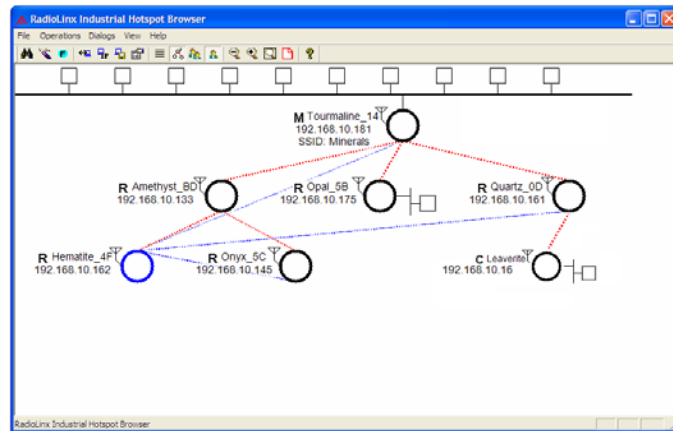 RadioLinx Industrial Hotspot Browser
File Operations Dialogs View Help
M Tourmaline_14
192.168.10.181
SSID: Minerals
R Amethyst_BD
192.168.10.133
R Opal_5B
192.168.10.175
R Quartz_0D
192.168.10.161
R Hematite_4F
192.168.10.162
R Onyx_5C
192.168.10.145
C Leaverite
192.168.10.16
RadioLinx Industrial Hotspot Browser